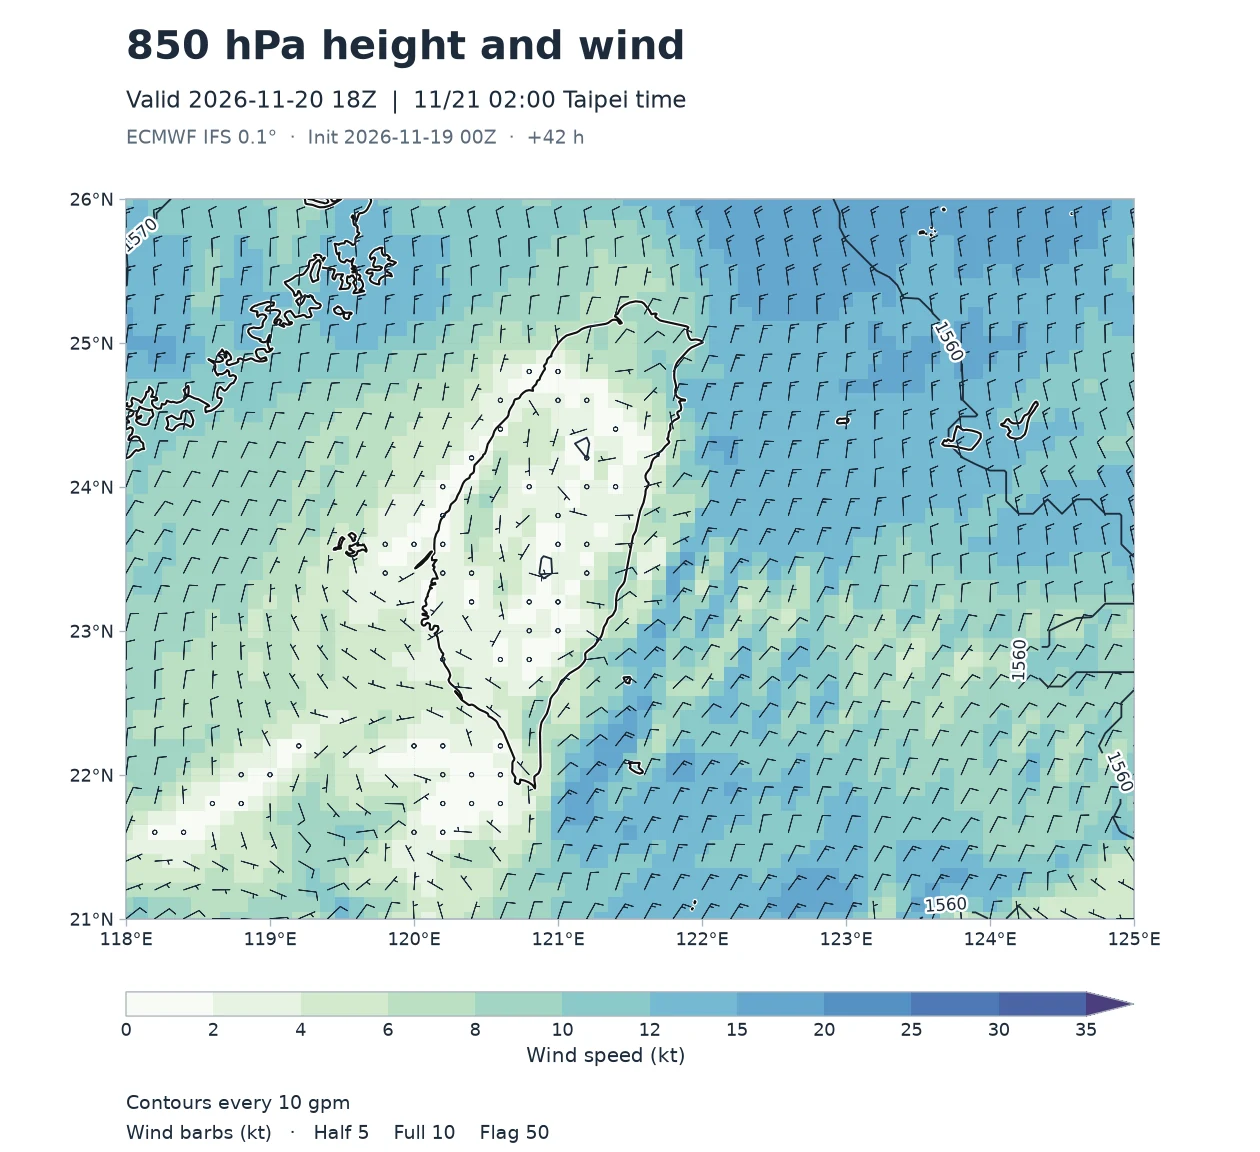 850 hPa height and wind
Valid 2026-11-20 18Z | 11/21 02:00 Taipei time
ECMWF IFS 0.1° · Init 2026-11-19 00Z · +42 h
26°N
25°N
24°N
23°N
22°N
21°N
1570
1560
1560
1560
1560
118°E 119°E 120°E 121°E 122°E 123°E 124°E 125°E
0 2 4 6 8 10 12 15 20 25 30 35
Wind speed (kt)
Contours every 10 gpm
Wind barbs (kt) · Half 5 Full 10 Flag 50